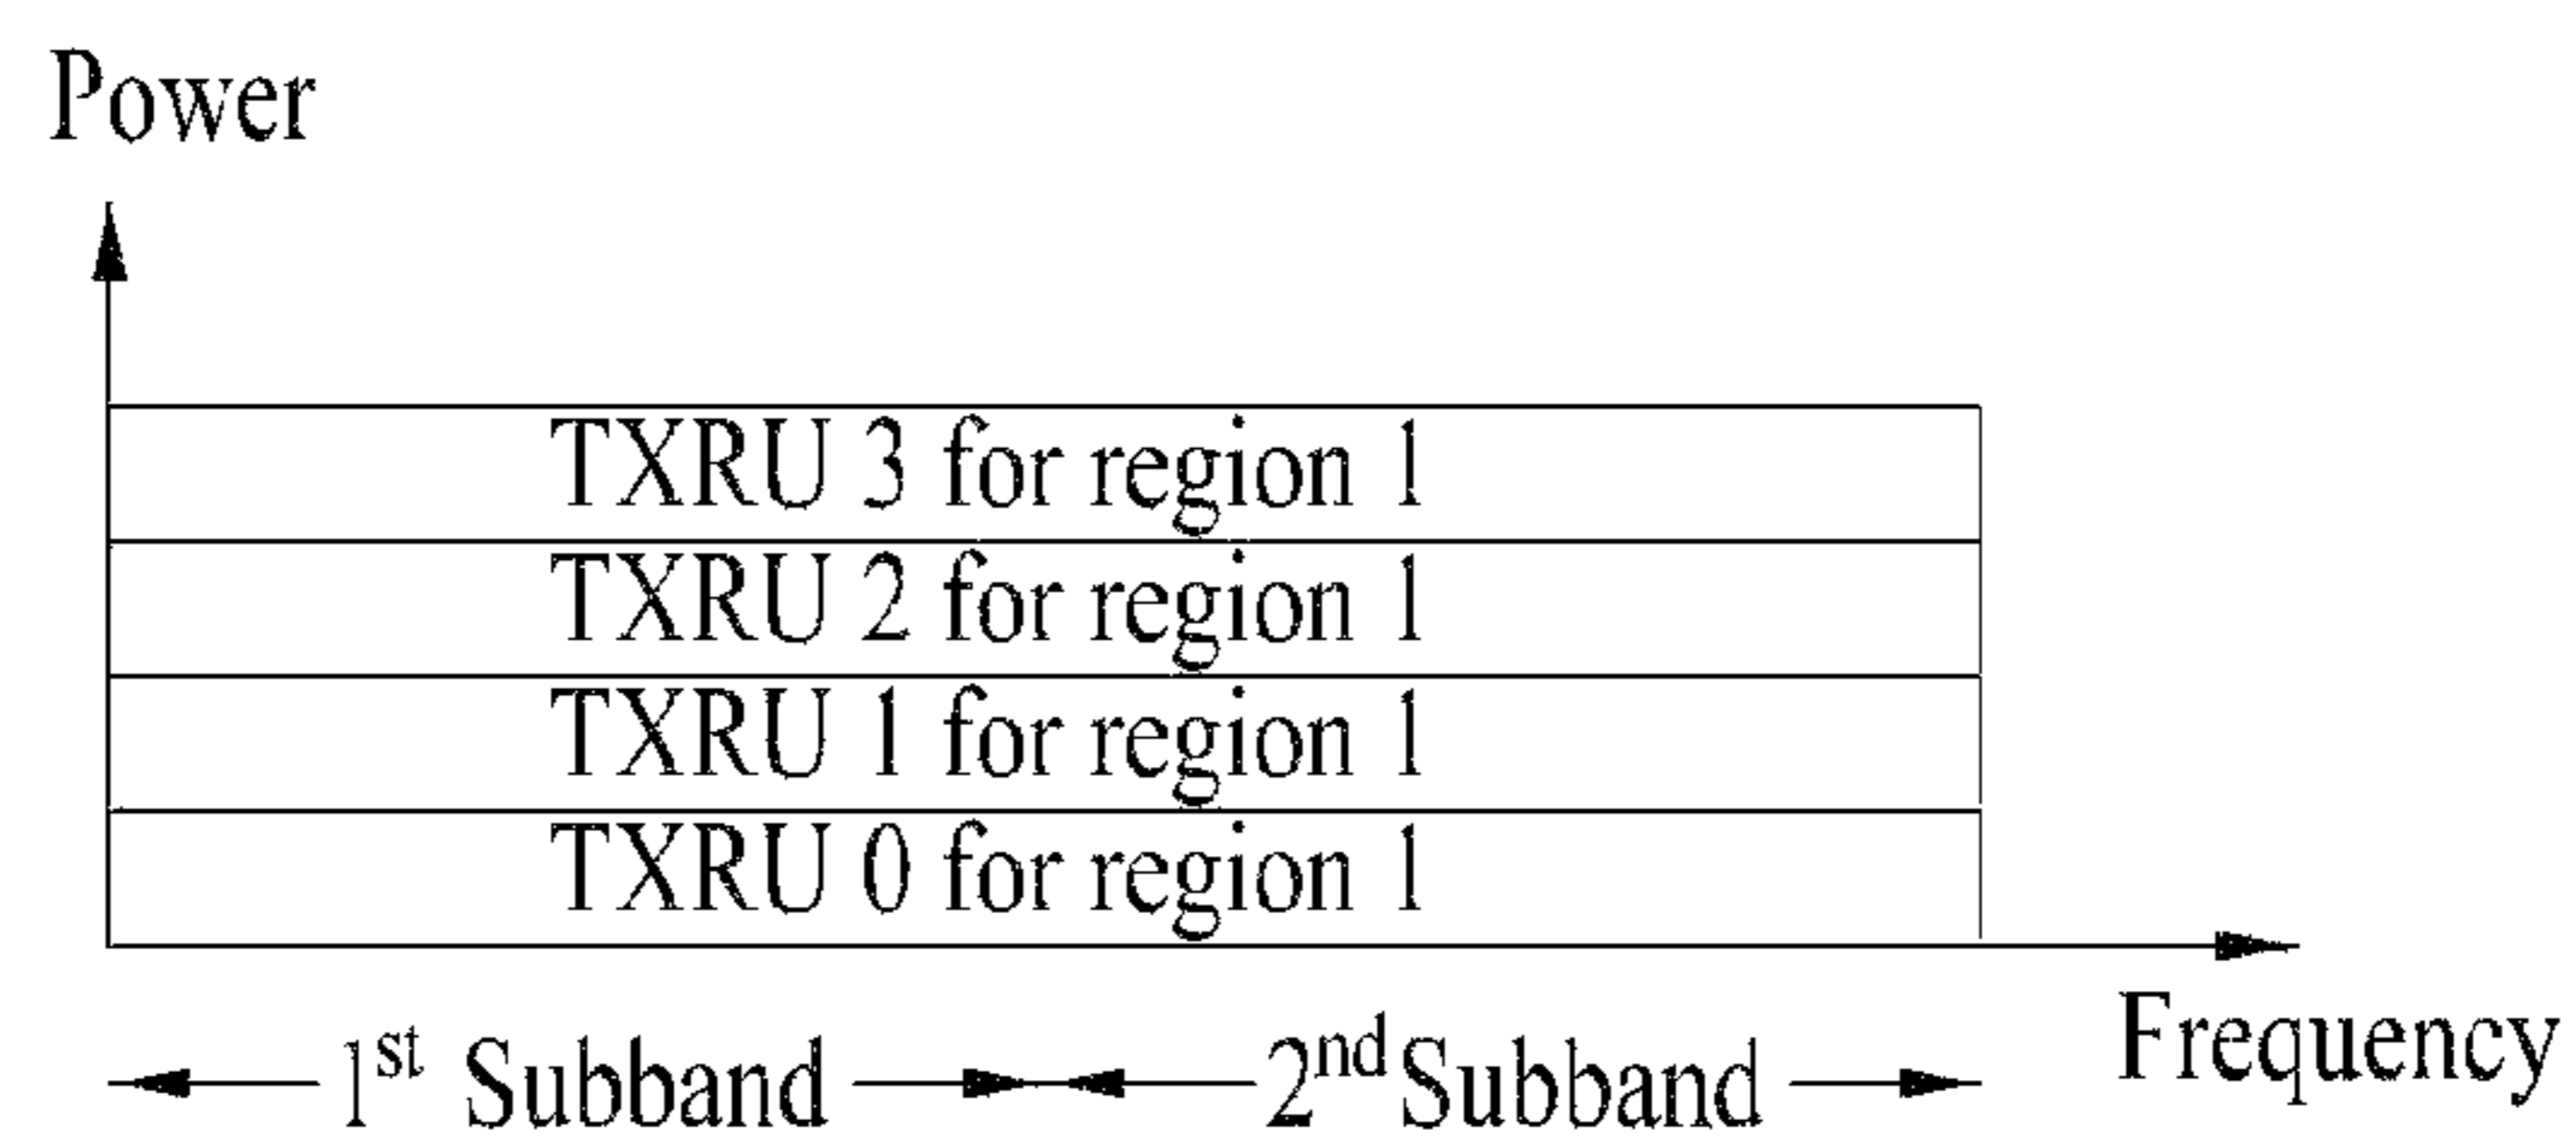 Power
TXRU 3 for region 1
TXRU 2 for region 1
TXRU 1 for region 1
TXRU 0 for region 1
Frequency
1st Subband
2nd Subband